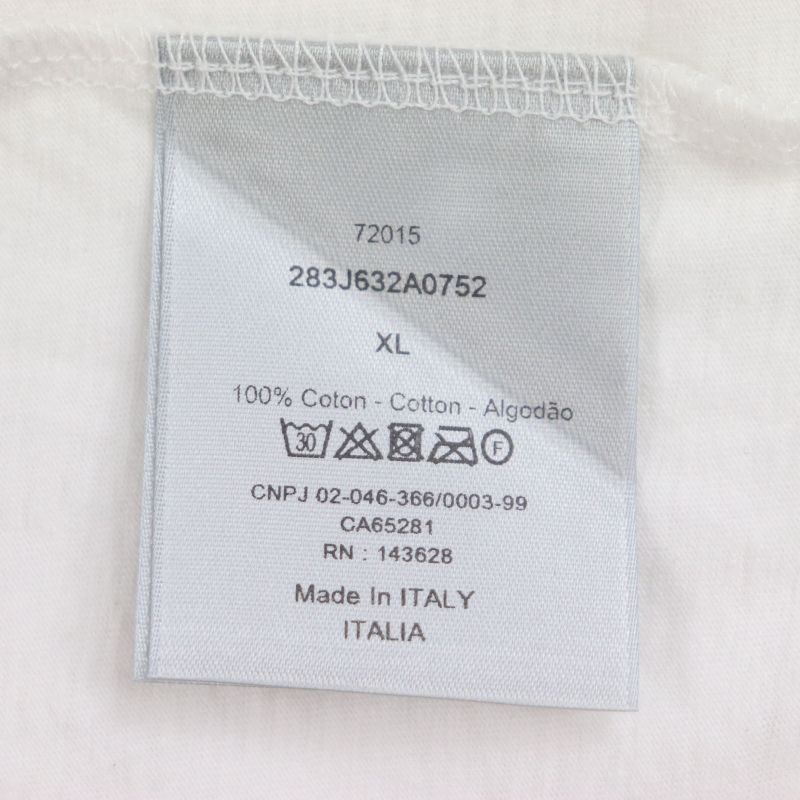 72015
283J632A0752
XL
100% Coton - Cotton - Algodão
30 F
CNPJ 02-046-366/0003-99
CA65281
RN : 143628
Made In ITALY
ITALIA